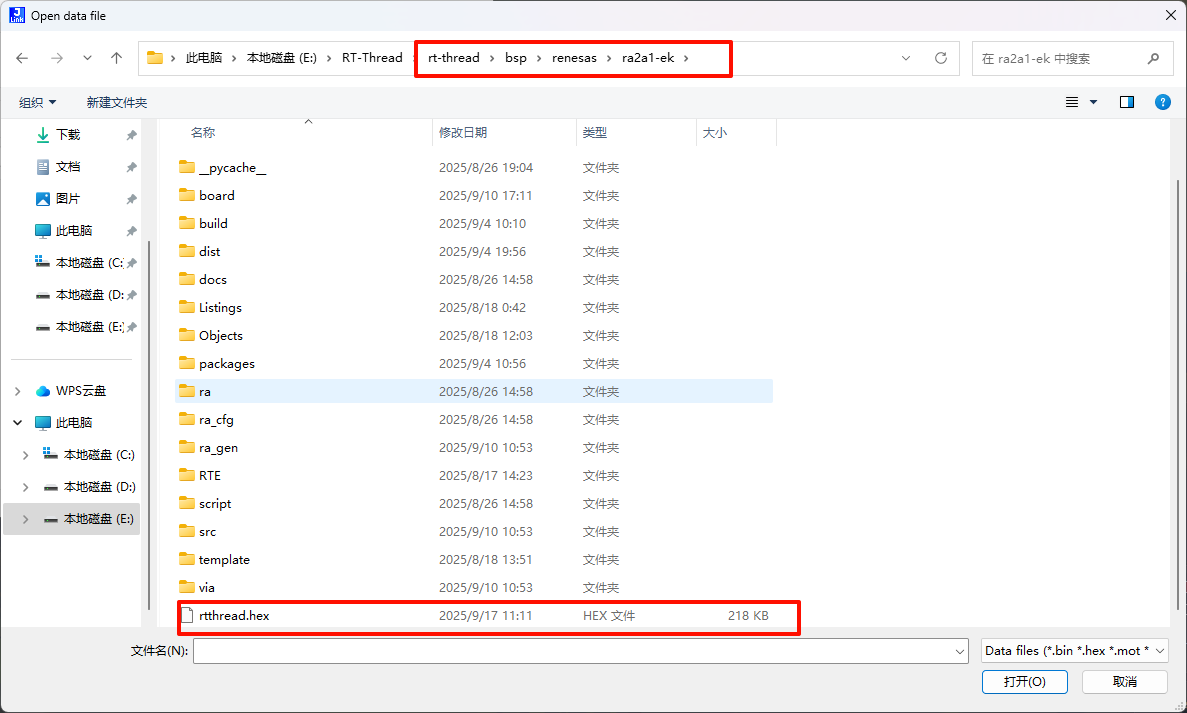 Open data file
此电脑 > 本地磁盘 (E:) > RT-Thread > rt-thread > bsp > renesas > ra2a1-ek >
在 ra2a1-ek 中搜索
组织 新建文件夹
下载
文档
图片
此电脑
本地磁盘 (C:
本地磁盘 (D:
本地磁盘 (E:)
WPS云盘
此电脑
本地磁盘 (C:)
本地磁盘 (D:)
本地磁盘 (E:)
名称 修改日期 类型 大小
__pycache__ 2025/8/26 19:04 文件夹
board 2025/9/10 17:11 文件夹
build 2025/9/4 10:10 文件夹
dist 2025/9/4 19:56 文件夹
docs 2025/8/26 14:58 文件夹
Listings 2025/8/18 0:42 文件夹
Objects 2025/8/18 12:03 文件夹
packages 2025/9/4 10:56 文件夹
ra 2025/8/26 14:58 文件夹
ra_cfg 2025/8/26 14:58 文件夹
ra_gen 2025/9/10 10:53 文件夹
RTE 2025/8/17 14:23 文件夹
script 2025/8/26 14:58 文件夹
src 2025/9/10 10:53 文件夹
template 2025/8/18 13:51 文件夹
via 2025/9/10 10:53 文件夹
rtthread.hex 2025/9/17 11:11 HEX 文件 218 KB
文件名(N):
Data files (*.bin *.hex *.mot *
打开(O) 取消